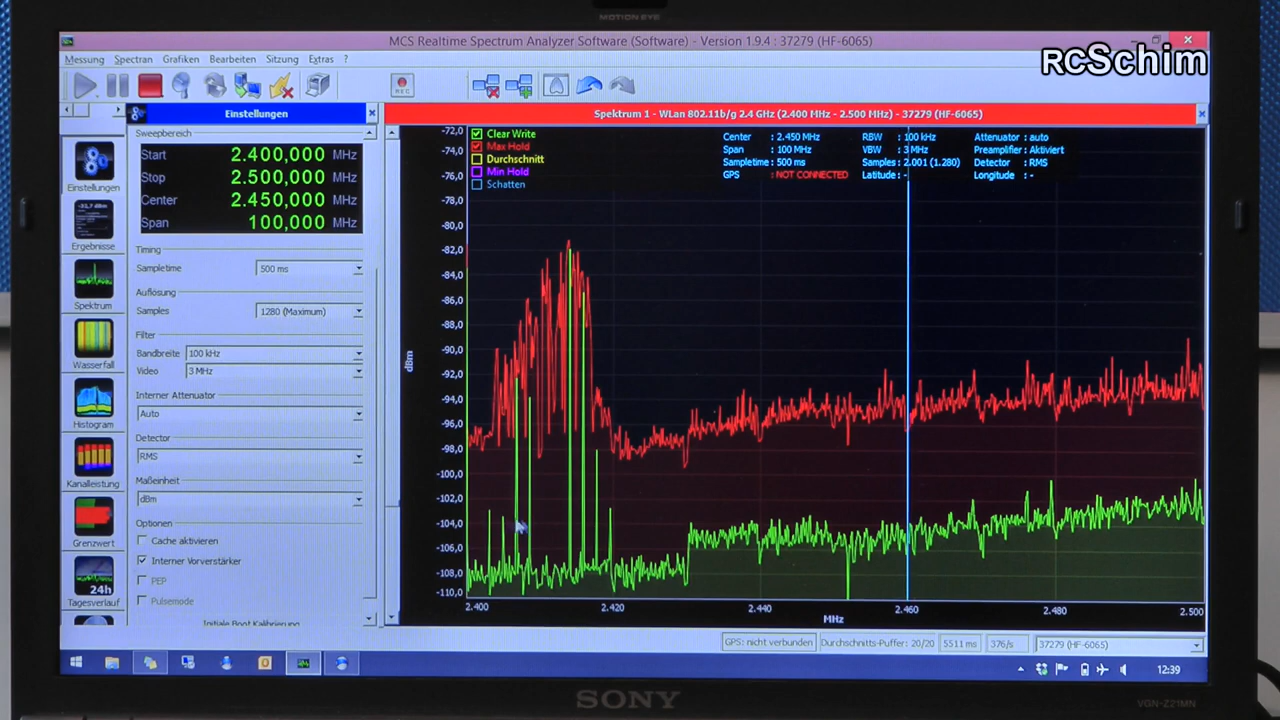 MOTION EYE
MCS Realtime Spectrum Analyzer Software (Software) - Version 1.9.4 : 37279 (HF-6065)
RCSchim
Messung Spectran Grafiken Bearbeiten Sitzung Extras ?
REC
Einstellungen
Spektrum 1 - WLan 802.11b/g 2.4 GHz (2.400 MHz - 2.500 MHz) - 37279 (HF-6065)
Sweepbereich
Start 2.400,000 MHz
Stop 2.500,000 MHz
Center 2.450,000 MHz
Span 100,000 MHz
Timing
Sampletime 500 ms
Auflösung
Samples 1280 (Maximum)
Filter
Bandbreite 100 kHz
Video 3 MHz
Interner Attenuator
Auto
Detector
RMS
Maßeinheit
dBm
Optionen
Cache aktivieren
Interner Vorverstärker
PEP
Pulsemode
Initiale Boot Kalibrierung
Einstellungen
-31,7 dBm
Ergebnisse
Spektrum
Wasserfall
Histogram
Kanalleistung
Grenzwert
24h
Tagesverlauf
Clear Write
Max Hold
Durchschnitt
Min Hold
Schatten
Center : 2.450 MHz RBW : 100 kHz Attenuator : auto
Span : 100 MHz VBW : 3 MHz Preamplifier : Aktiviert
Sampletime : 500 ms Samples : 2.001 (1.280) Detector : RMS
GPS : NOT CONNECTED Latitude : - Longitude : -
-72,0
-74,0
-76,0
-78,0
-80,0
-82,0
-84,0
-86,0
-88,0
-90,0
-92,0
-94,0
-96,0
-98,0
-100,0
-102,0
-104,0
-106,0
-108,0
-110,0
dBm
2.400 2.420 2.440 2.460 2.480 2.500
MHz
GPS: nicht verbunden Durchschnitts-Puffer: 20/20 5511 ms 376/s 37279 (HF-6065)
12:39
SONY
VGN-Z21MN